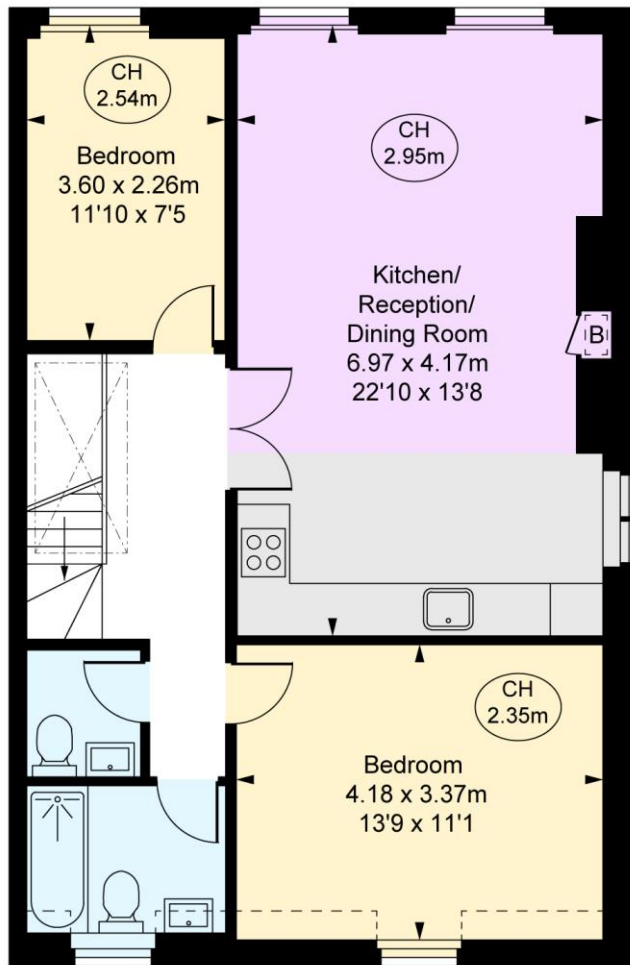 CH
2.54m
Bedroom
3.60 x 2.26m
11'10 x 7'5
CH
2.95m
Kitchen/
Reception/
Dining Room
6.97 x 4.17m
22'10 x 13'8
B
CH
2.35m
Bedroom
4.18 x 3.37m
13'9 x 11'1